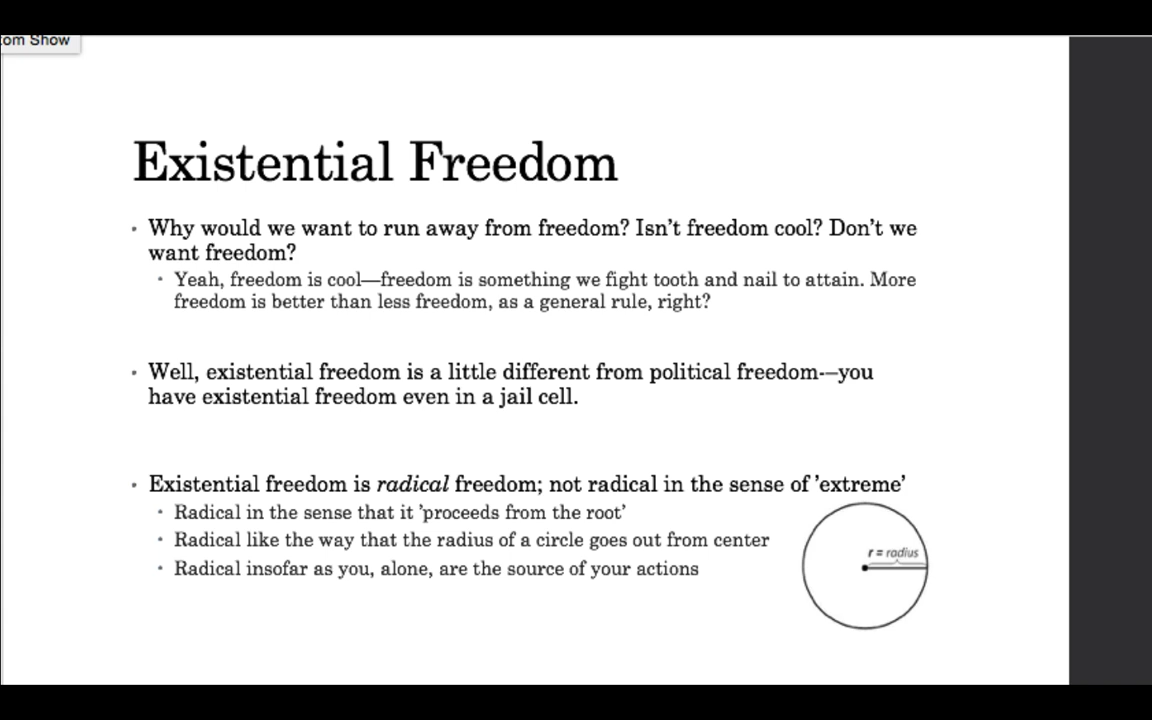 tom Show
Existential Freedom
• Why would we want to run away from freedom? Isn't freedom cool? Don't we
want freedom?
• Yeah, freedom is cool—freedom is something we fight tooth and nail to attain. More
freedom is better than less freedom, as a general rule, right?
• Well, existential freedom is a little different from political freedom-–you
have existential freedom even in a jail cell.
• Existential freedom is radical freedom; not radical in the sense of 'extreme'
• Radical in the sense that it 'proceeds from the root'
• Radical like the way that the radius of a circle goes out from center
• Radical insofar as you, alone, are the source of your actions
r = radius